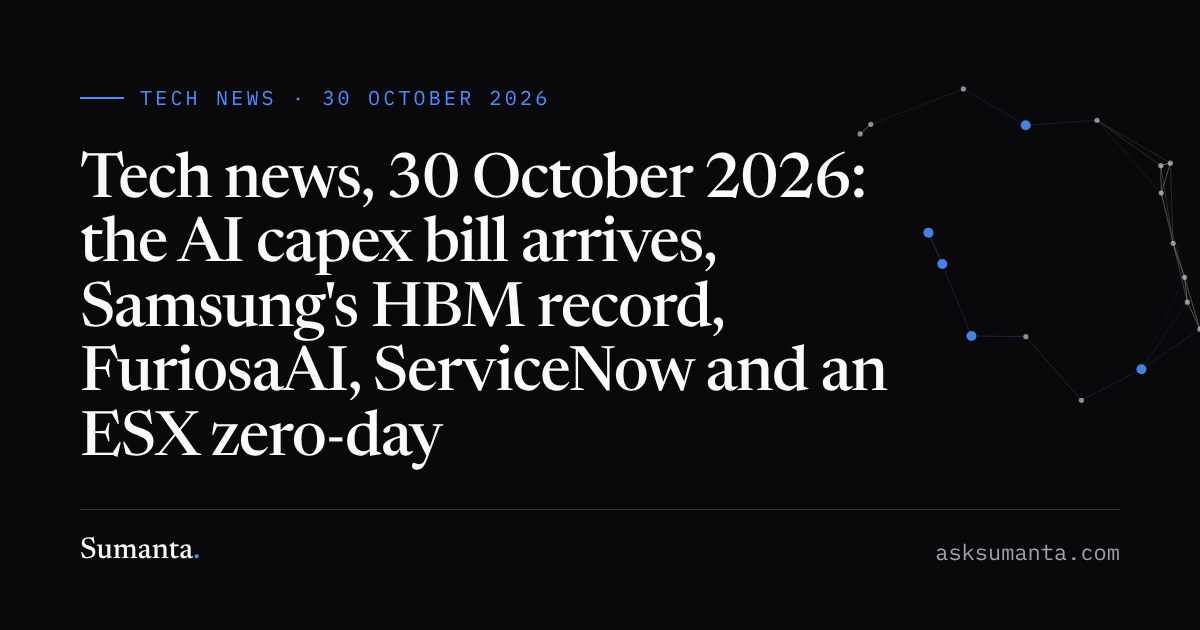 TECH NEWS · 30 OCTOBER 2026
Tech news, 30 October 2026:
the AI capex bill arrives,
Samsung's HBM record,
FuriosaAI, ServiceNow and an
ESX zero-day
Sumanta.
asksumanta.com